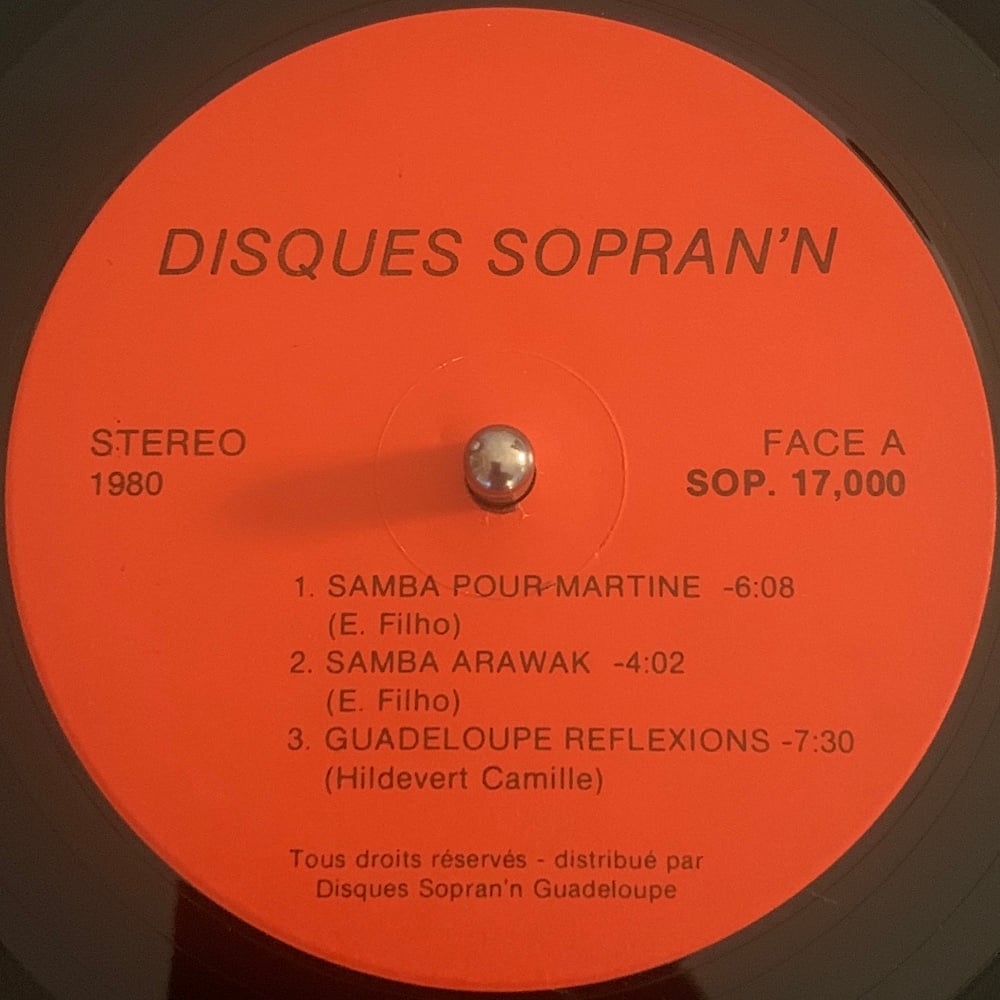 DISQUES SOPRAN'N
STEREO
1980
FACE A
SOP. 17,000
1. SAMBA POUR MARTINE -6:08
(E. Filho)
2. SAMBA ARAWAK -4:02
(E. Filho)
3. GUADELOUPE REFLEXIONS -7:30
(Hildevert Camille)
Tous droits réservés - distribué par
Disques Sopran'n Guadeloupe